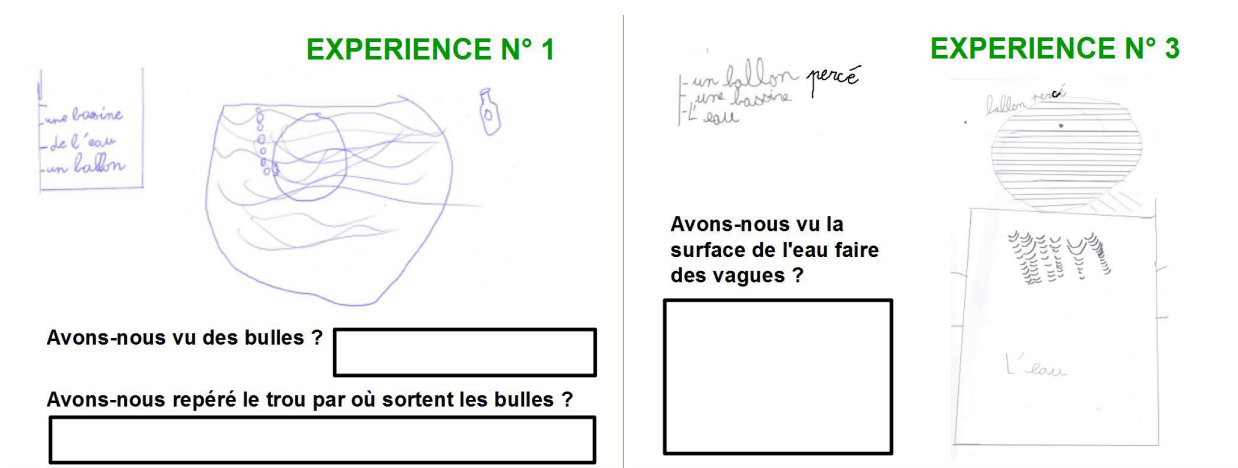 EXPERIENCE N° 1
- une bassine
- de l'eau
- un ballon
Avons-nous vu des bulles ?
Avons-nous repéré le trou par où sortent les bulles ?
EXPERIENCE N° 3
- un ballon percé
- une bassine
- L'eau
ballon percé
Avons-nous vu la
surface de l'eau faire
des vagues ?
L'eau